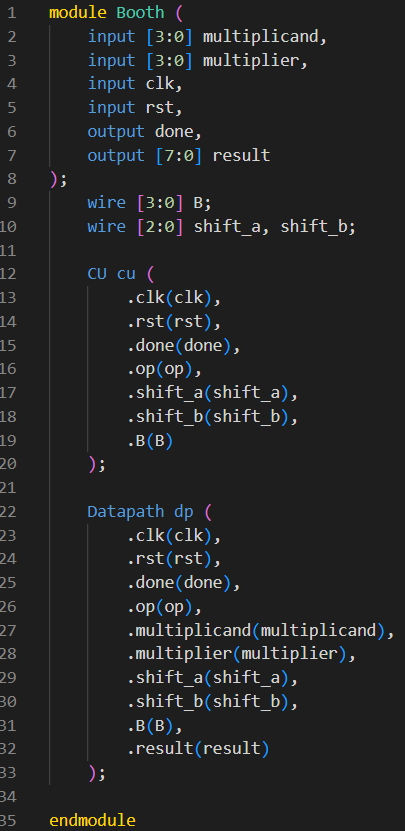 1 module Booth (
2     input [3:0] multiplicand,
3     input [3:0] multiplier,
4     input clk,
5     input rst,
6     output done,
7     output [7:0] result
8 );
9     wire [3:0] B;
10     wire [2:0] shift_a, shift_b;
11
12     CU cu (
13         .clk(clk),
14         .rst(rst),
15         .done(done),
16         .op(op),
17         .shift_a(shift_a),
18         .shift_b(shift_b),
19         .B(B)
20     );
21
22     Datapath dp (
23         .clk(clk),
24         .rst(rst),
25         .done(done),
26         .op(op),
27         .multiplicand(multiplicand),
28         .multiplier(multiplier),
29         .shift_a(shift_a),
30         .shift_b(shift_b),
31         .B(B),
32         .result(result)
33     );
34
35 endmodule